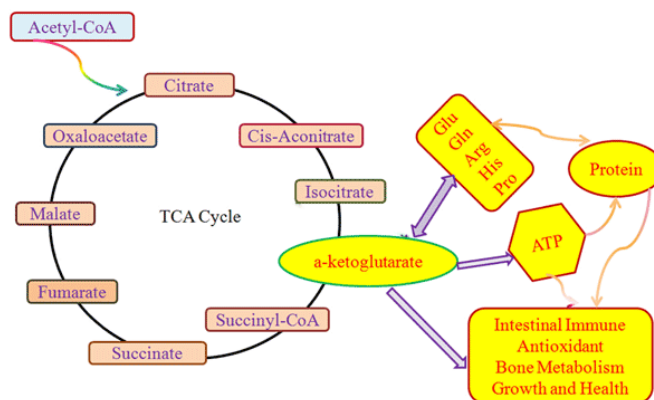 Acetyl-CoA
Citrate
Oxaloacetate
Cis-Aconitrate
Isocitrate
Malate
TCA Cycle
a-ketoglutarate
Fumarate
Succinyl-CoA
Succinate
Glu
Gln
Arg
His
Pro
Protein
ATP
Intestinal Immune
Antioxidant
Bone Metabolism
Growth and Health